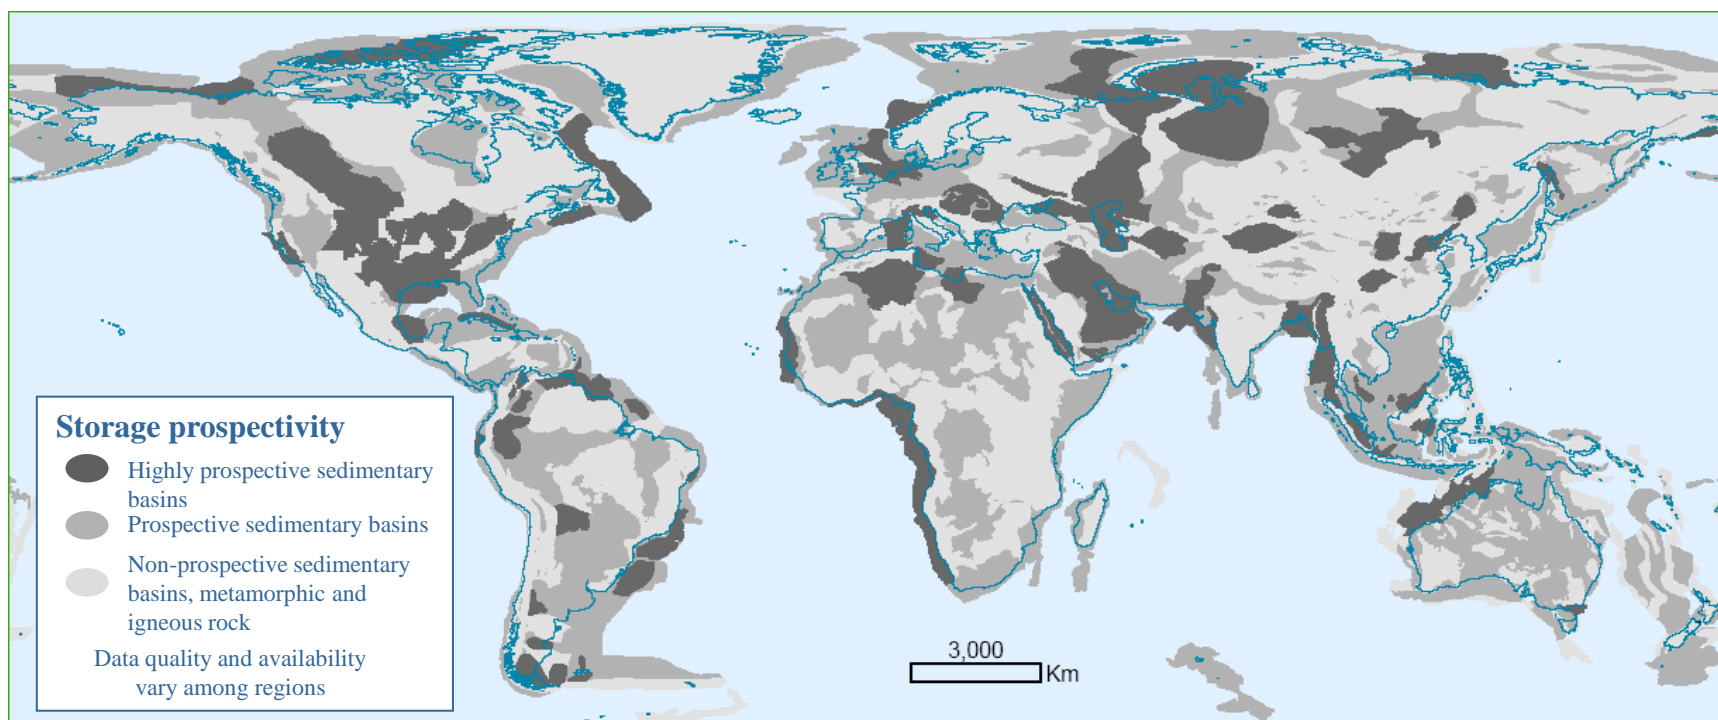 Storage prospectivity
Highly prospective sedimentary
basins
Prospective sedimentary basins
Non-prospective sedimentary
basins, metamorphic and
igneous rock
Data quality and availability
vary among regions
3,000
Km